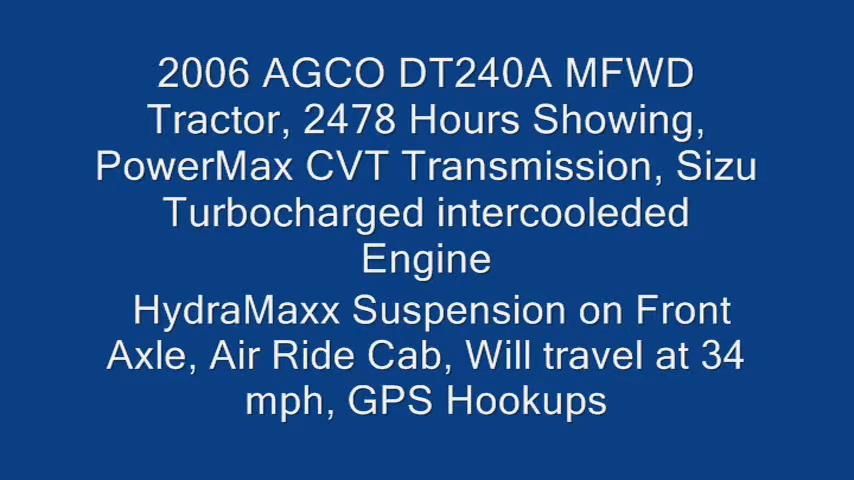 2006 AGCO DT240A MFWD
Tractor, 2478 Hours Showing,
PowerMax CVT Transmission, Sizu
Turbocharged intercooleded
Engine
HydraMaxx Suspension on Front
Axle, Air Ride Cab, Will travel at 34
mph, GPS Hookups